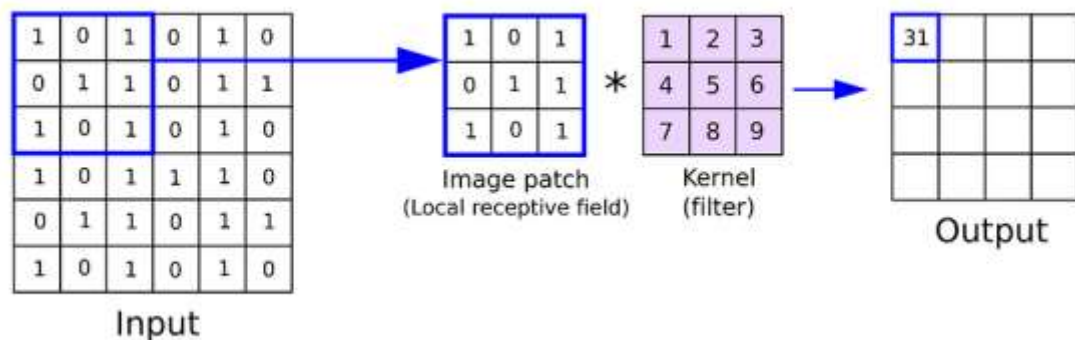 1 0 1 0 1 0
0 1 1 0 1 1
1 0 1 0 1 0
1 0 1 1 1 0
0 1 1 0 1 1
1 0 1 0 1 0
Input
1 0 1
0 1 1
1 0 1
Image patch
(Local receptive field)
*
1 2 3
4 5 6
7 8 9
Kernel
(filter)
31
Output